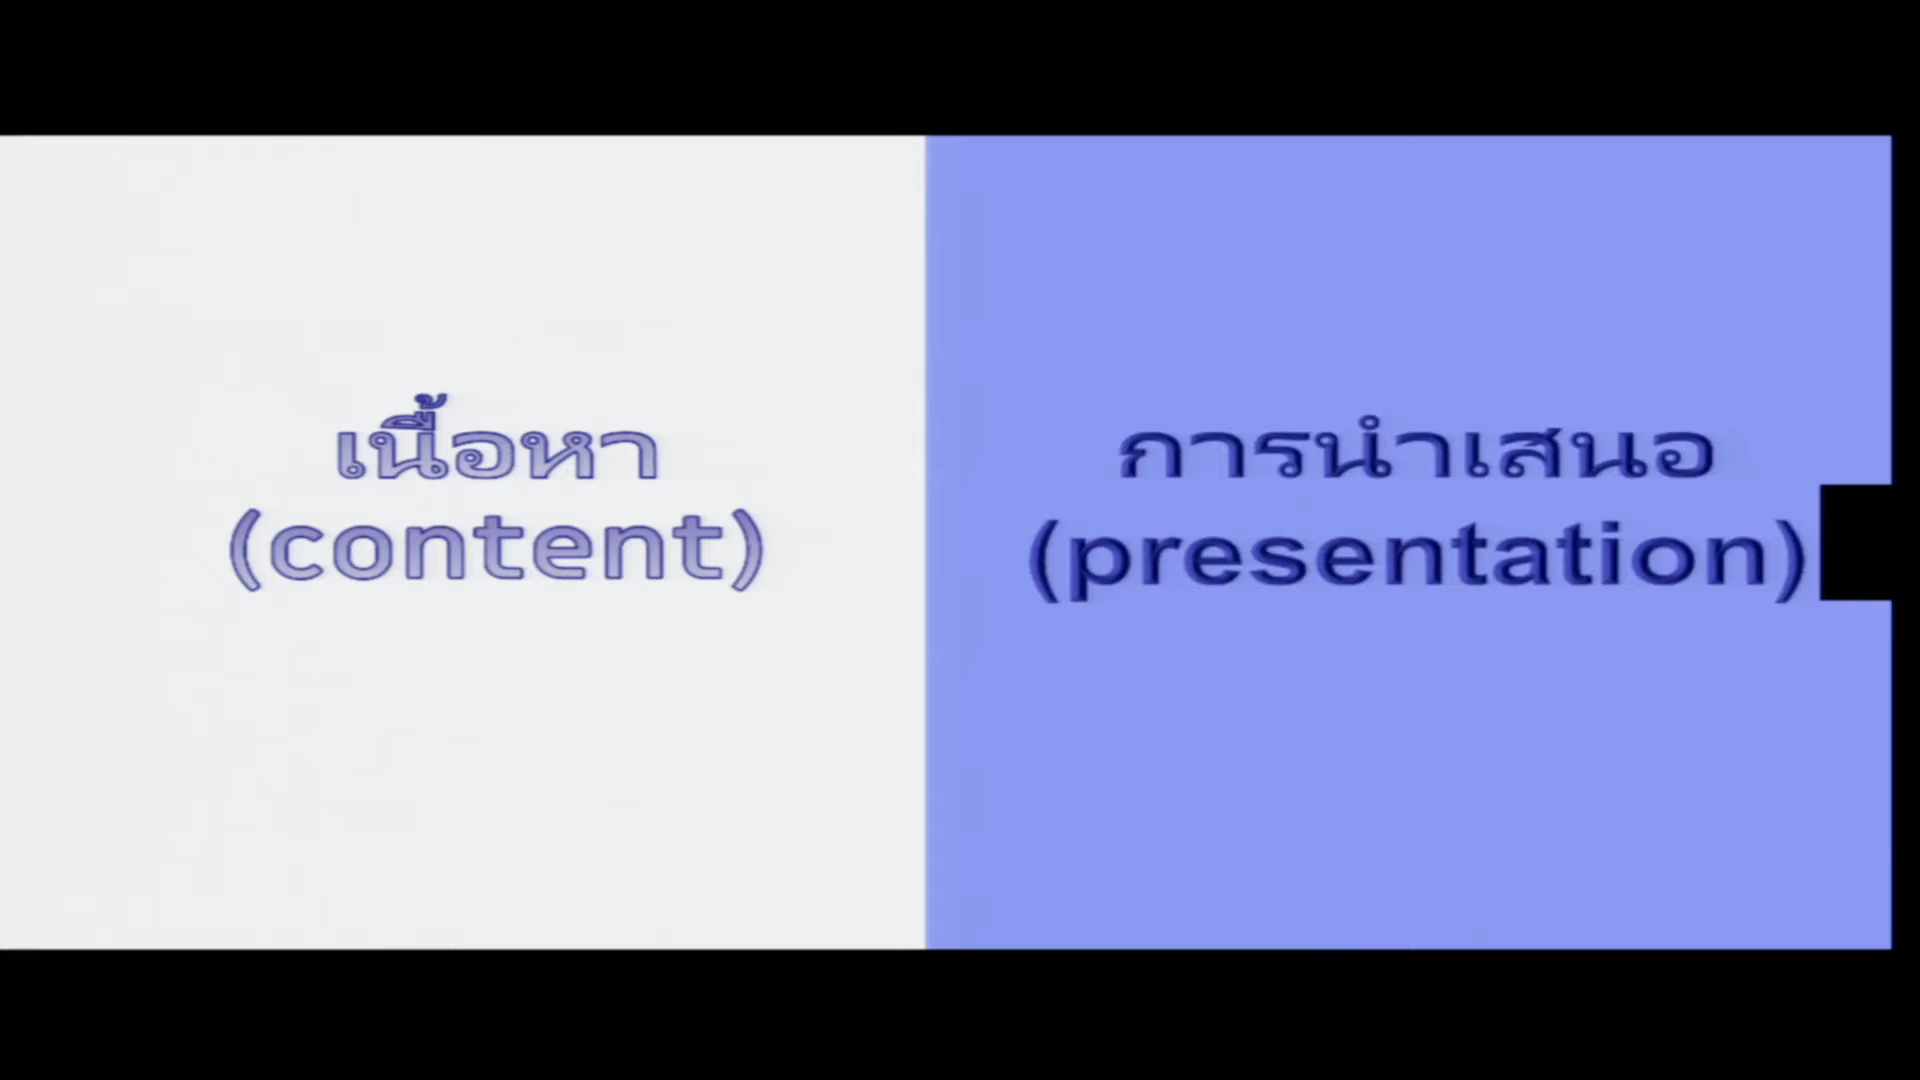 เนื้อหา
(content)
การนำเสนอ
(presentation)